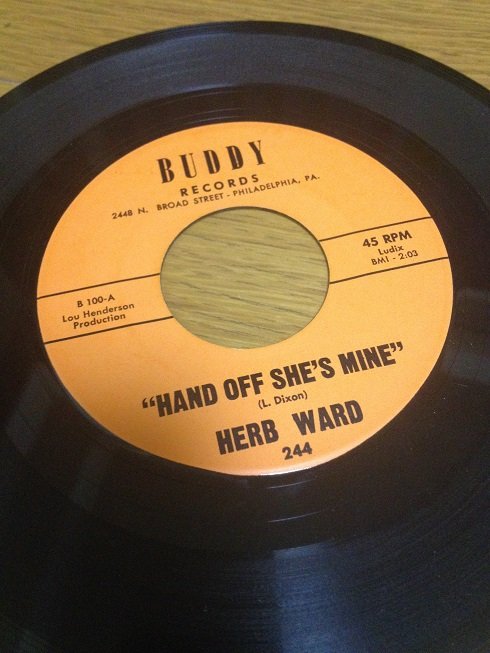 BUDDY
RECORDS
2448 N. BROAD STREET - PHILADELPHIA, PA.
45 RPM
Ludix
BMI - 2:03
B 100-A
Lou Henderson
Production
"HAND OFF SHE'S MINE"
(L. Dixon)
HERB WARD
244